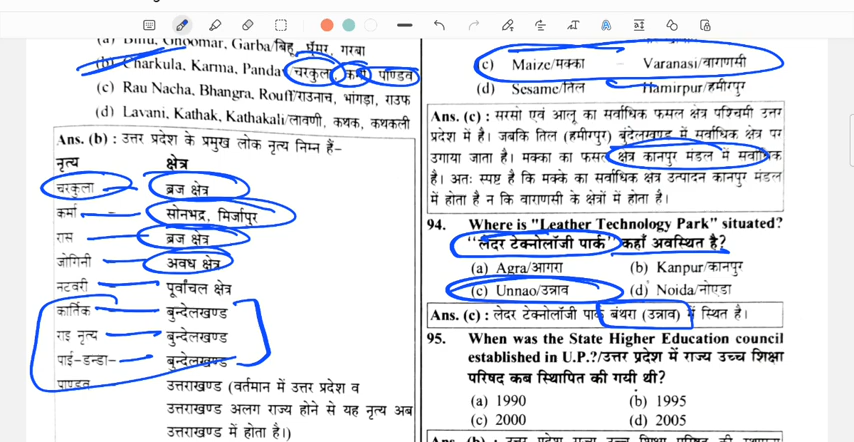 (a) Bihu, Ghoomar, Garba/बिहू, घूमर, गरबा
(b) Charkula, Karma, Pandav/चरकुला, कर्मा, पाण्डव
(c) Rau Nacha, Bhangra, Rouff/राउनाच, भांगड़ा, राउफ
(d) Lavani, Kathak, Kathakali/लावणी, कथक, कथकली
Ans. (b) : उत्तर प्रदेश के प्रमुख लोक नृत्य निम्न हैं–
नृत्य क्षेत्र
चरकुला ब्रज क्षेत्र
कर्मा – सोनभद्र, मिर्जापुर
रास ब्रज क्षेत्र
जोगिनी अवध क्षेत्र
नटवरी – पूर्वांचल क्षेत्र
कार्तिक बुन्देलखण्ड
राइ नृत्य बुन्देलखण्ड
पाई-डन्डा- बुन्देलखण्ड
पाण्डव उत्तराखण्ड (वर्तमान में उत्तर प्रदेश व
उत्तराखण्ड अलग राज्य होने से यह नृत्य अब
उत्तराखण्ड में होता है।)
(c) Maize/मक्का – Varanasi/वाराणसी
(d) Sesame/तिल – Hamirpur/हमीरपुर
Ans. (c) : सरसो एवं आलू का सर्वाधिक फसल क्षेत्र पश्चिमी उत्तर
प्रदेश में है। जबकि तिल (हमीरपुर) बुंदेलखण्ड में सर्वाधिक क्षेत्र पर
उगाया जाता है। मक्का का फसल क्षेत्र कानपुर मंडल में सर्वाधिक
है। अतः स्पष्ट है कि मक्के का सर्वाधिक क्षेत्र उत्पादन कानपुर मंडल
में होता है न कि वाराणसी के क्षेत्रों में होता है।
94. Where is "Leather Technology Park" situated?
''लेदर टेक्नोलॉजी पार्क'' कहाँ अवस्थित है?
(a) Agra/आगरा (b) Kanpur/कानपुर
(c) Unnao/उन्नाव (d) Noida/नोएडा
Ans. (c) : लेदर टेक्नोलॉजी पार्क बंथरा (उन्नाव) में स्थित है।
95. When was the State Higher Education council
established in U.P.?/उत्तर प्रदेश में राज्य उच्च शिक्षा
परिषद कब स्थापित की गयी थी?
(a) 1990 (b) 1995
(c) 2000 (d) 2005